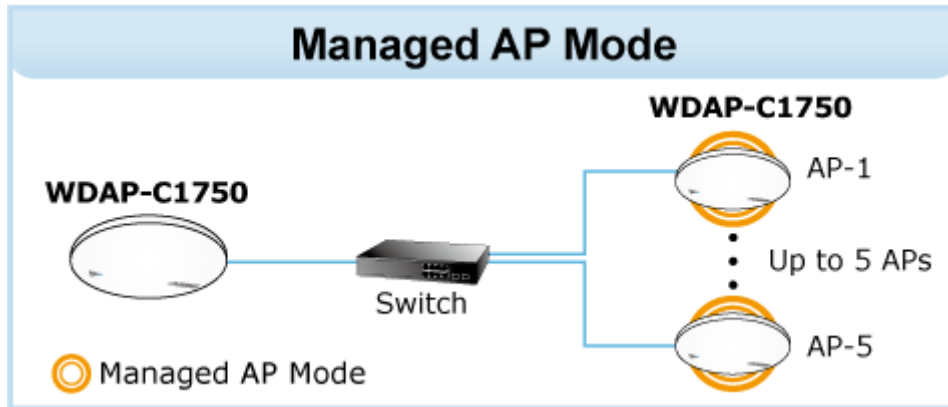 Managed AP Mode
WDAP-C1750
AP-1
WDAP-C1750
Up to 5 APs
Switch
AP-5
Managed AP Mode